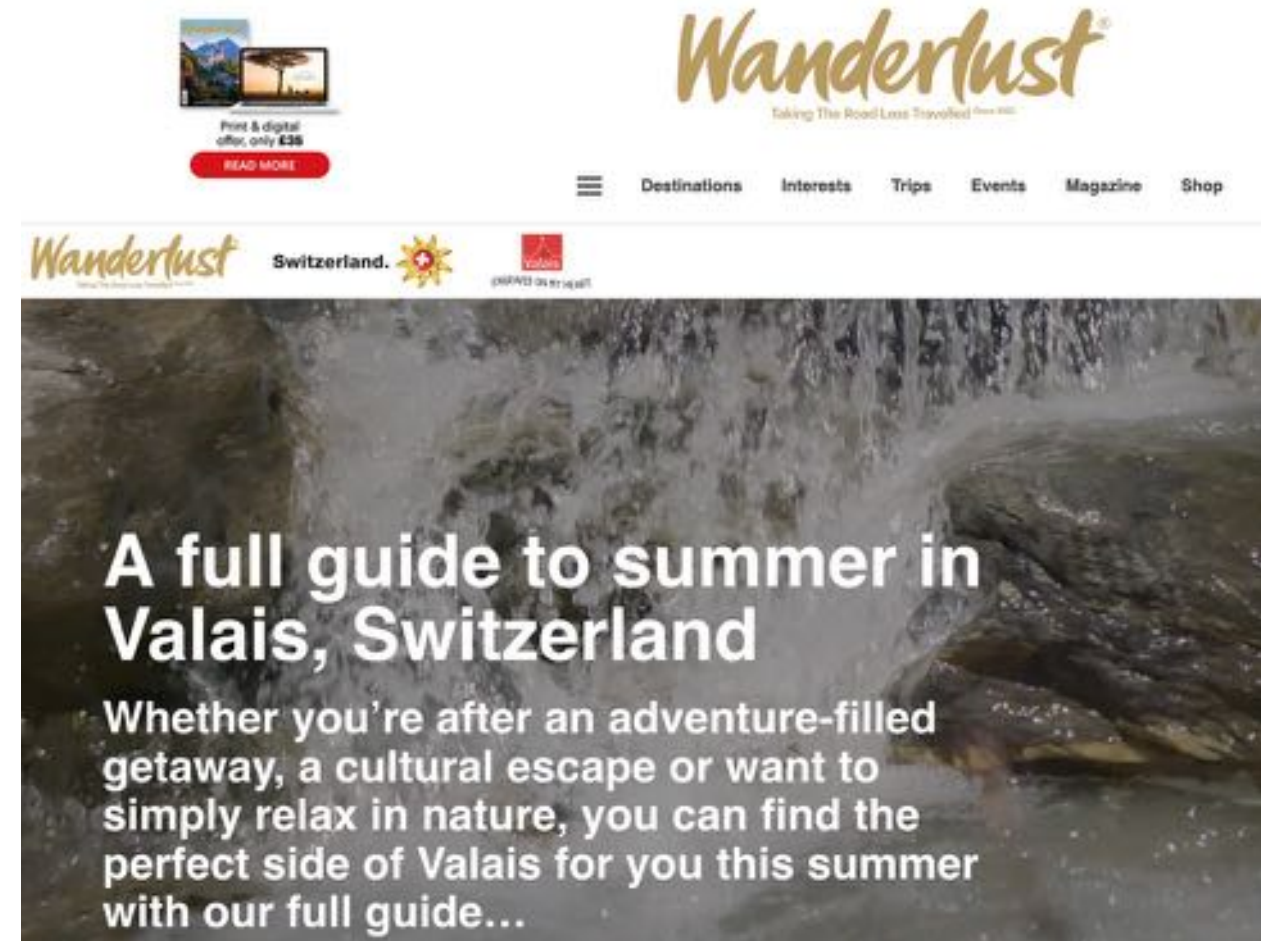 Wanderlust
Taking The Road Less Travelled Since 1993
Print & digital
offer, only £35
READ MORE
Destinations Interests Trips Events Magazine Shop
Wanderlust
Switzerland.
Valais
A full guide to summer in
Valais, Switzerland
Whether you're after an adventure-filled
getaway, a cultural escape or want to
simply relax in nature, you can find the
perfect side of Valais for you this summer
with our full guide…